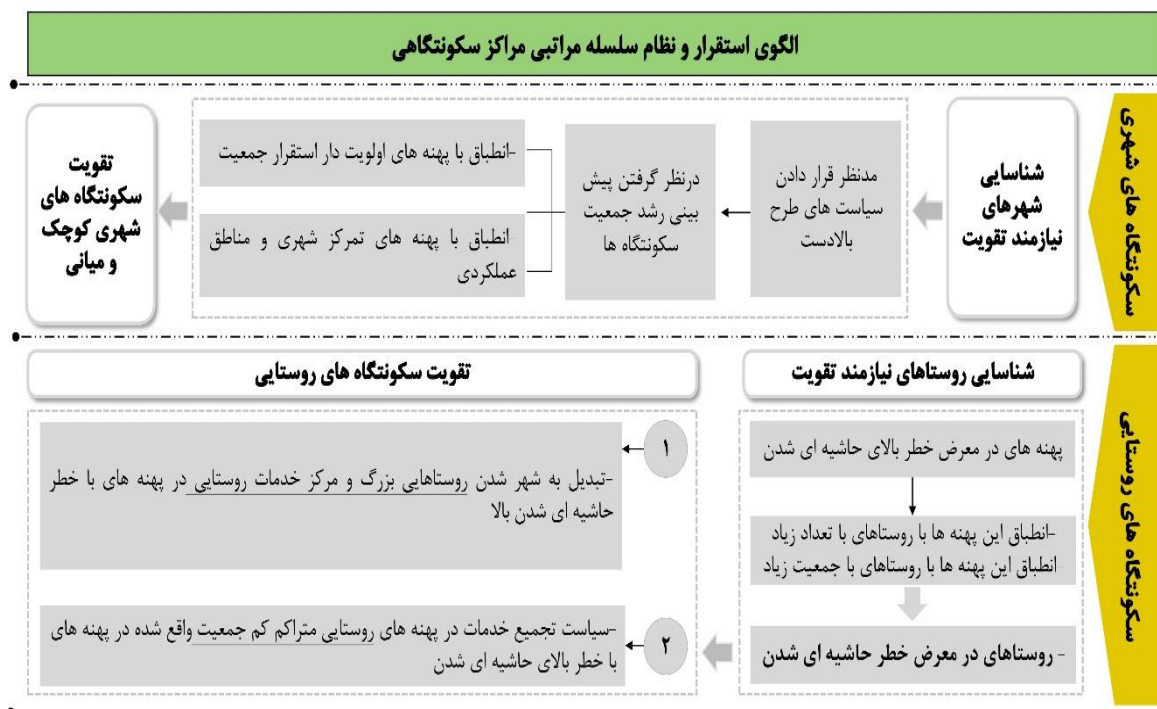 الگوی استقرار و نظام سلسله مراتبی مراکز سکونتگاهی
سکونتگاه های شهری
شناسایی
شهرهای
نیازمند تقویت
مدنظر قرار دادن
سیاست های طرح
بالادست
درنظر گرفتن پیش
بینی رشد جمعیت
سکونتگاه ها
-انطباق با پهنه های اولویت دار استقرار جمعیت
-انطباق با پهنه های تمرکز شهری و مناطق
عملکردی
تقویت
سکونتگاه های
شهری کوچک
و میانی
سکونتگاه های روستایی
شناسایی روستاهای نیازمند تقویت
پهنه های در معرض خطر بالای حاشیه ای شدن
-انطباق این پهنه ها با روستاهای با تعداد زیاد
انطباق این پهنه ها با روستاهای با جمعیت زیاد
- روستاهای در معرض خطر حاشیه ای شدن
تقویت سکونتگاه های روستایی
۱
-تبدیل به شهر شدن روستاهایی بزرگ و مرکز خدمات روستایی در پهنه های با خطر
حاشیه ای شدن بالا
۲
-سیاست تجمیع خدمات در پهنه های روستایی متراکم کم جمعیت واقع شده در پهنه های
با خطر بالای حاشیه ای شدن